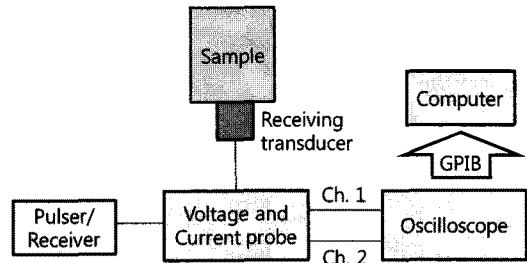 Sample
Receiving
transducer
Computer
GPIB
Pulser/
Receiver
Voltage and
Current probe
Ch. 1
Ch. 2
Oscilloscope